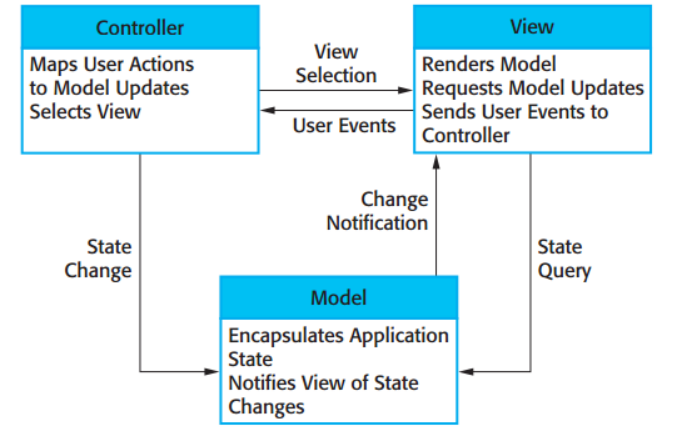 Controller
Maps User Actions
to Model Updates
Selects View
View
Selection
User Events
View
Renders Model
Requests Model Updates
Sends User Events to
Controller
Change
Notification
State
Change
State
Query
Model
Encapsulates Application
State
Notifies View of State
Changes